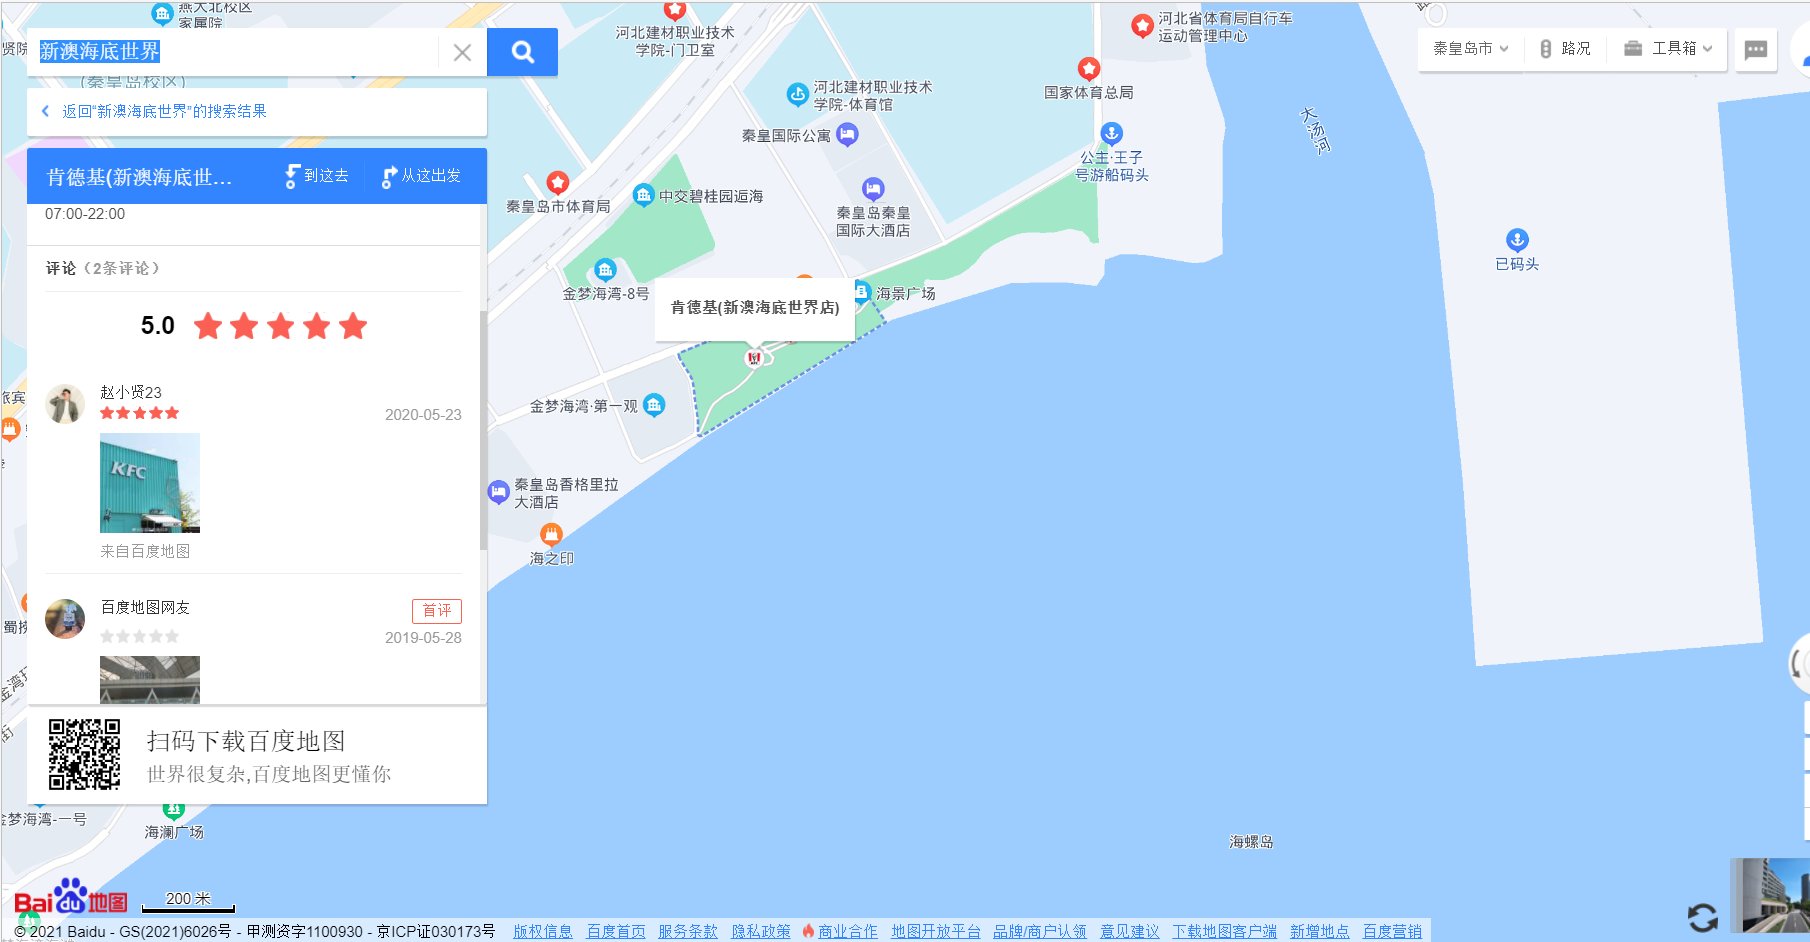 燕大北校区
家属院
新澳海底世界
(秦皇岛校区)
返回“新澳海底世界”的搜索结果
肯德基(新澳海底世...
到这去
从这出发
07:00-22:00
评论（2条评论）
5.0
赵小贤23
2020-05-23
KFC
来自百度地图
百度地图网友
首评
2019-05-28
扫码下载百度地图
世界很复杂,百度地图更懂你
河北建材职业技术
学院-门卫室
河北省体育局自行车
运动管理中心
秦皇岛市
路况
工具箱
河北建材职业技术
学院-体育馆
国家体育总局
秦皇国际公寓
大汤河
公主·王子
号游船码头
秦皇岛市体育局
中交碧桂园逅海
秦皇岛秦皇
国际大酒店
已码头
金梦海湾-8号
海景广场
肯德基(新澳海底世界店)
金梦海湾·第一观
秦皇岛香格里拉
大酒店
海之印
金梦海湾-一号
海澜广场
海螺岛
Bai du 地图
200 米
© 2021 Baidu - GS(2021)6026号 - 甲测资字1100930 - 京ICP证030173号
版权信息 百度首页 服务条款 隐私政策 商业合作 地图开放平台 品牌/商户认领 意见建议 下载地图客户端 新增地点 百度营销